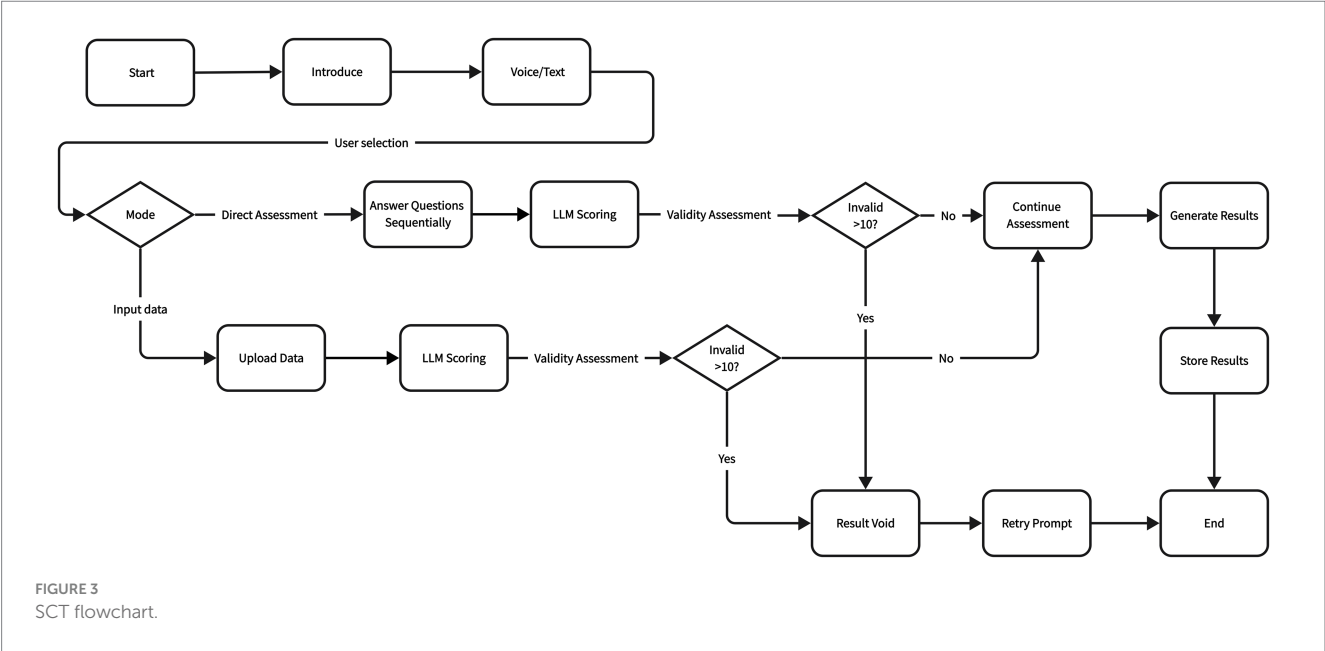 Start
Introduce
Voice/Text
User selection
Mode
Direct Assessment
Answer Questions
Sequentially
LLM Scoring
Validity Assessment
Invalid
>10?
No
Continue
Assessment
Generate Results
Input data
Yes
Upload Data
LLM Scoring
Validity Assessment
Invalid
>10?
No
Store Results
Yes
Result Void
Retry Prompt
End
FIGURE 3
SCT flowchart.